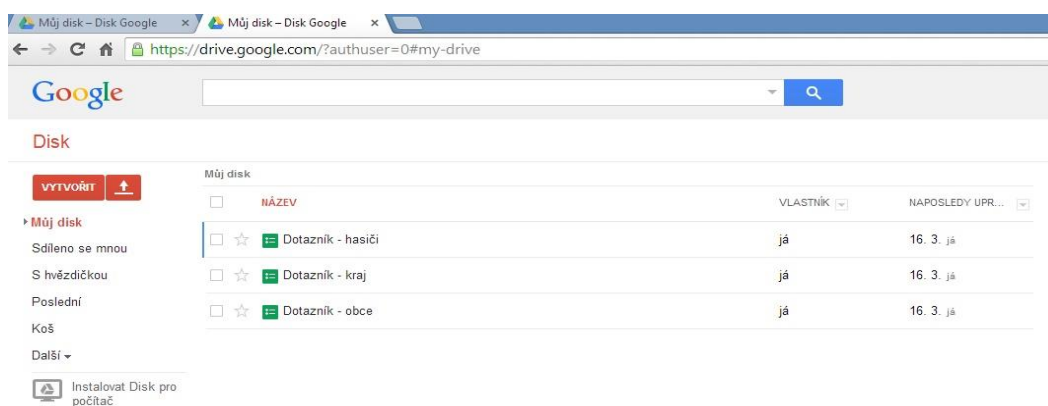 Můj disk – Disk Google × Můj disk – Disk Google ×
https://drive.google.com/?authuser=0#my-drive
Google
Disk
VYTVOŘIT
Můj disk
Sdíleno se mnou
S hvězdičkou
Poslední
Koš
Další
Instalovat Disk pro
počítač
Můj disk
NÁZEV VLASTNÍK NAPOSLEDY UPR...
Dotazník - hasiči já 16. 3. já
Dotazník - kraj já 16. 3. já
Dotazník - obce já 16. 3. já